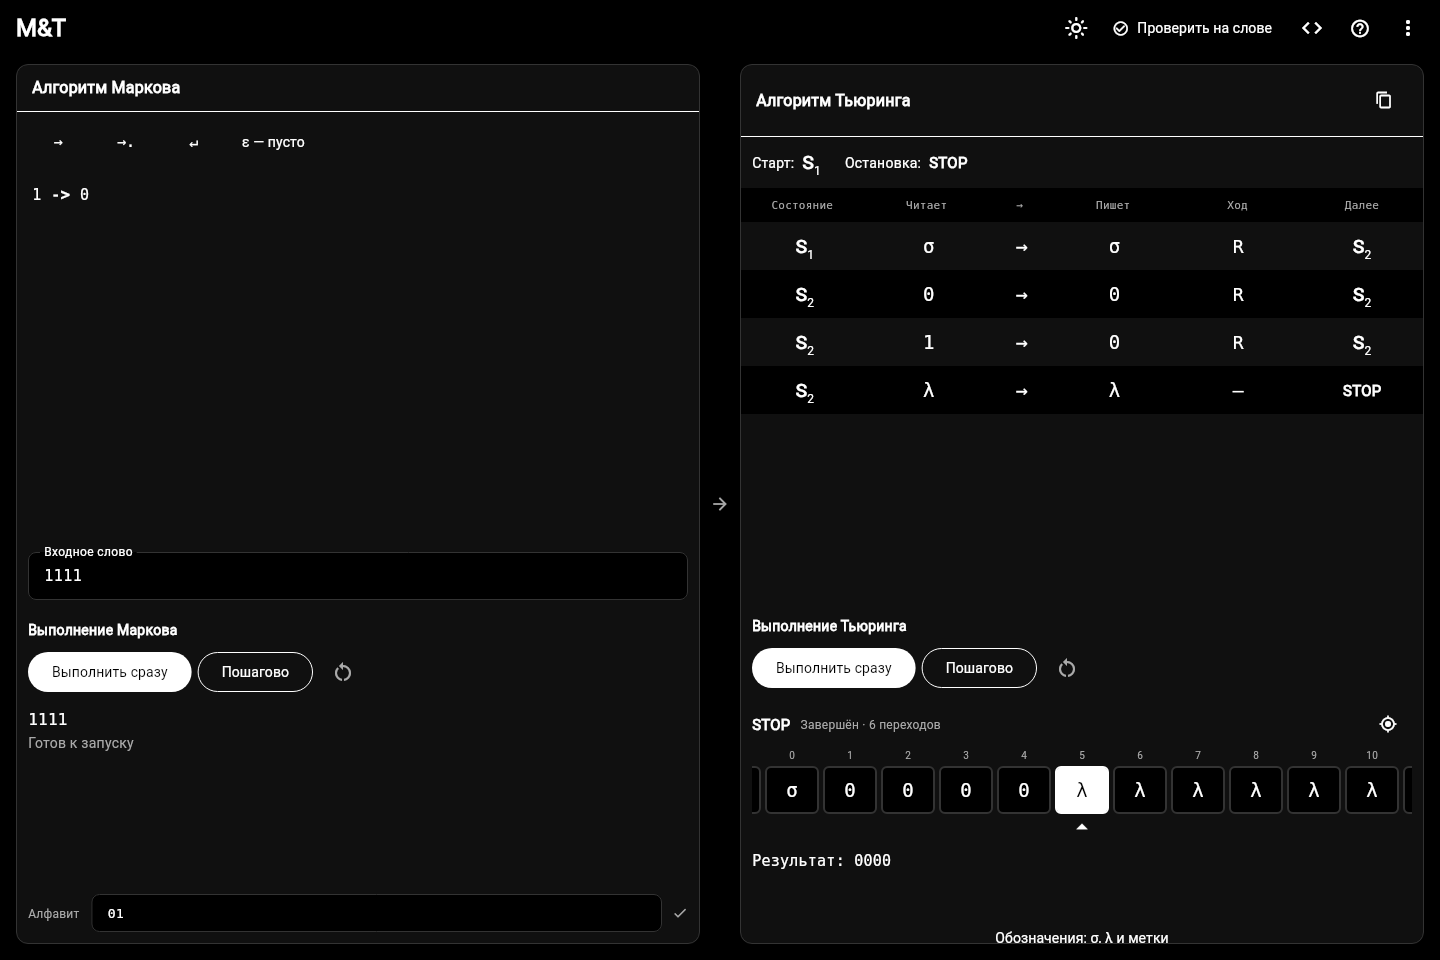 M&T
Проверить на слове
Алгоритм Маркова
→ →. ↵ ε — пусто
1 -> 0
Входное слово
1111
Выполнение Маркова
Выполнить сразу Пошагово
1111
Готов к запуску
Алфавит 01
Алгоритм Тьюринга
Старт: S₁ Остановка: STOP
Состояние Читает → Пишет Ход Далее
S₁ σ → σ R S₂
S₂ 0 → 0 R S₂
S₂ 1 → 0 R S₂
S₂ λ → λ — STOP
Выполнение Тьюринга
Выполнить сразу Пошагово
STOP Завершён · 6 переходов
0 1 2 3 4 5 6 7 8 9 10
σ 0 0 0 0 λ λ λ λ λ λ
Результат: 0000
Обозначения: σ, λ и метки